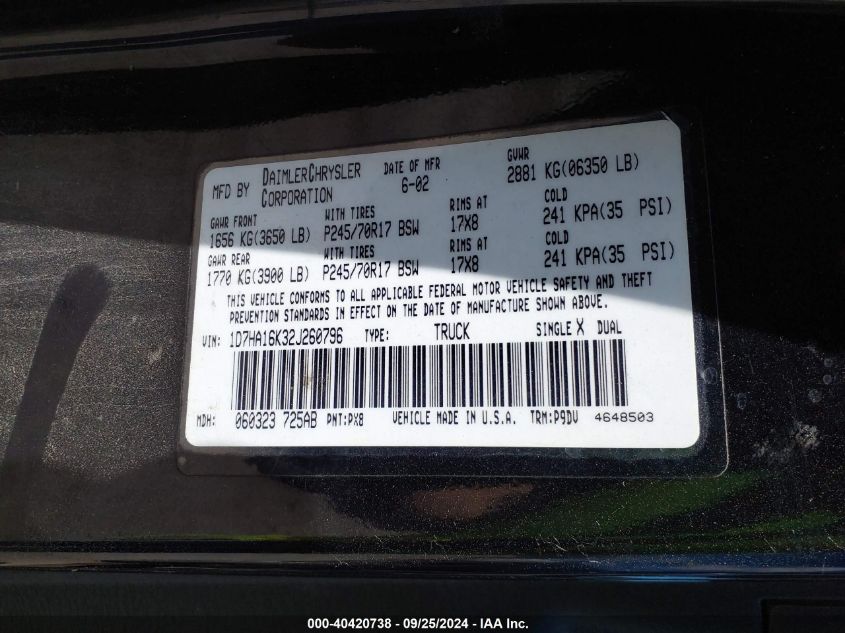 MFD BY DAIMLERCHRYSLER CORPORATION
DATE OF MFR 6-02
GVWR 2881 KG(06350 LB)
GAWR FRONT WITH TIRES RIMS AT COLD
1656 KG(3650 LB) P245/70R17 BSW 17X8 241 KPA(35 PSI)
GAWR REAR WITH TIRES RIMS AT COLD
1770 KG(3900 LB) P245/70R17 BSW 17X8 241 KPA(35 PSI)
THIS VEHICLE CONFORMS TO ALL APPLICABLE FEDERAL MOTOR VEHICLE SAFETY AND THEFT
PREVENTION STANDARDS IN EFFECT ON THE DATE OF MANUFACTURE SHOWN ABOVE.
VIN: 1D7HA16K32J260796 TYPE: TRUCK SINGLE X DUAL
MDH: 060323 725AB PNT:PX8 VEHICLE MADE IN U.S.A. TRM:P9DV 4648503
000-40420738 - 09/25/2024 - IAA Inc.